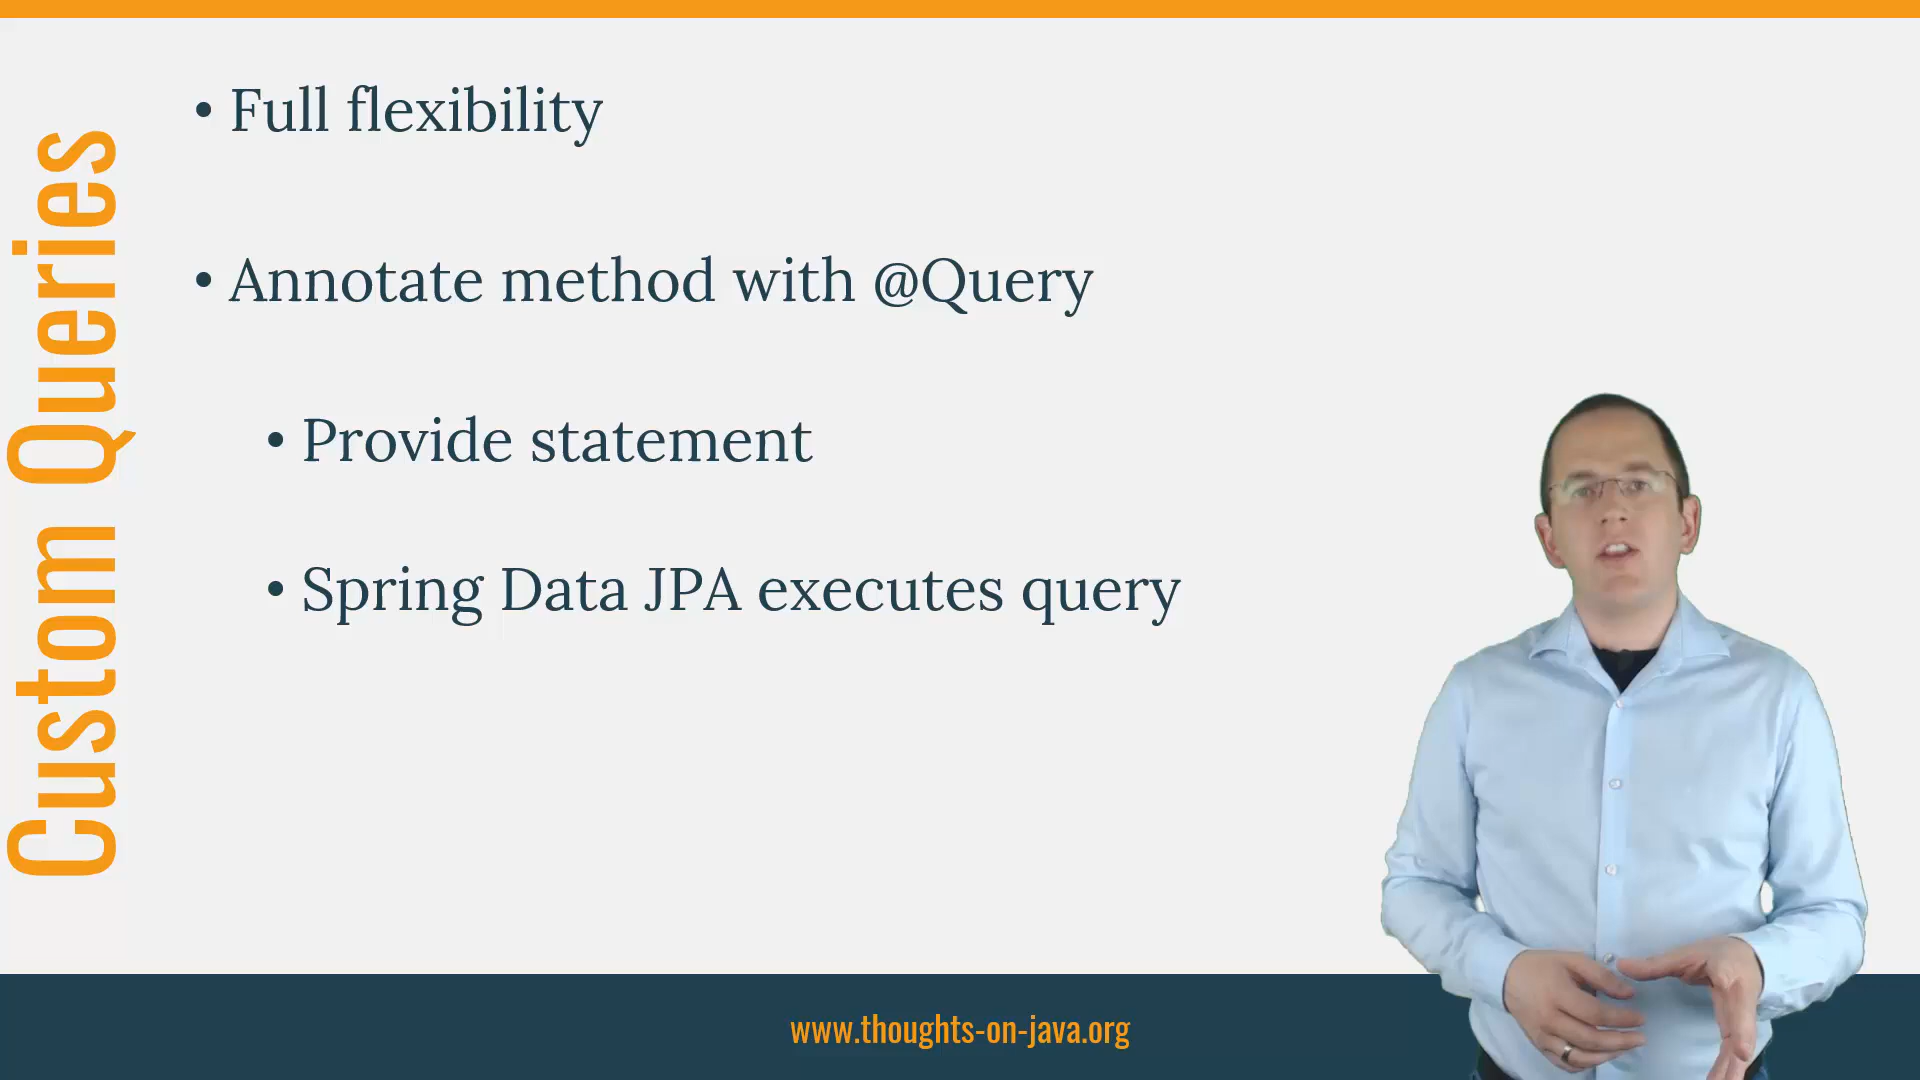 Custom Queries
• Full flexibility
• Annotate method with @Query
• Provide statement
• Spring Data JPA executes query
www.thoughts-on-java.org